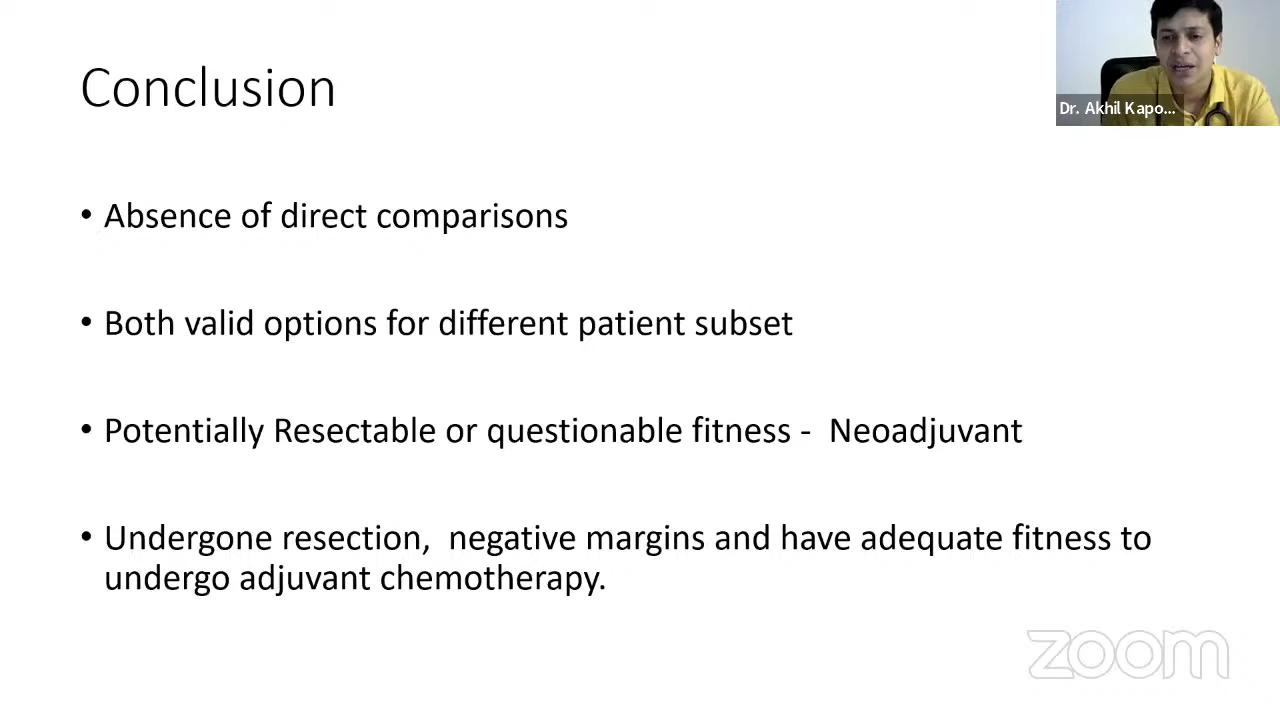 Conclusion
Dr. Akhil Kapo...
• Absence of direct comparisons
• Both valid options for different patient subset
• Potentially Resectable or questionable fitness - Neoadjuvant
• Undergone resection, negative margins and have adequate fitness to
undergo adjuvant chemotherapy.
zoom